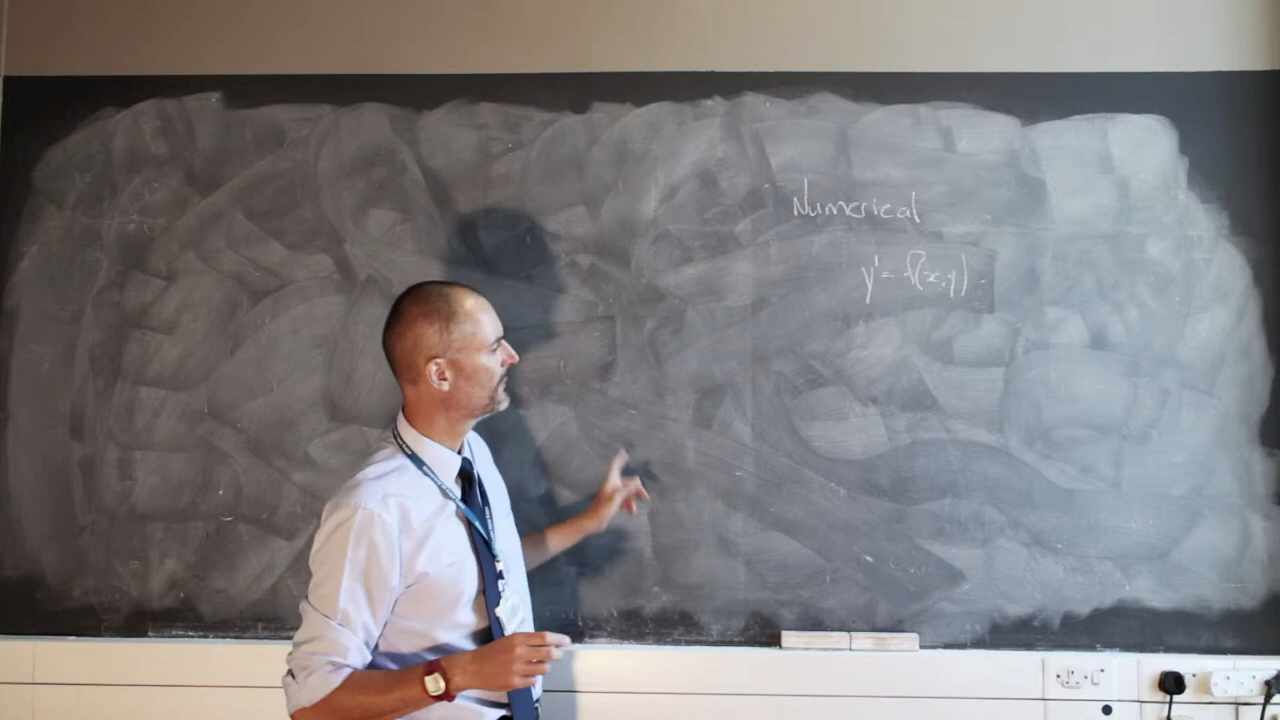 Numerical
y' = f(x,y)